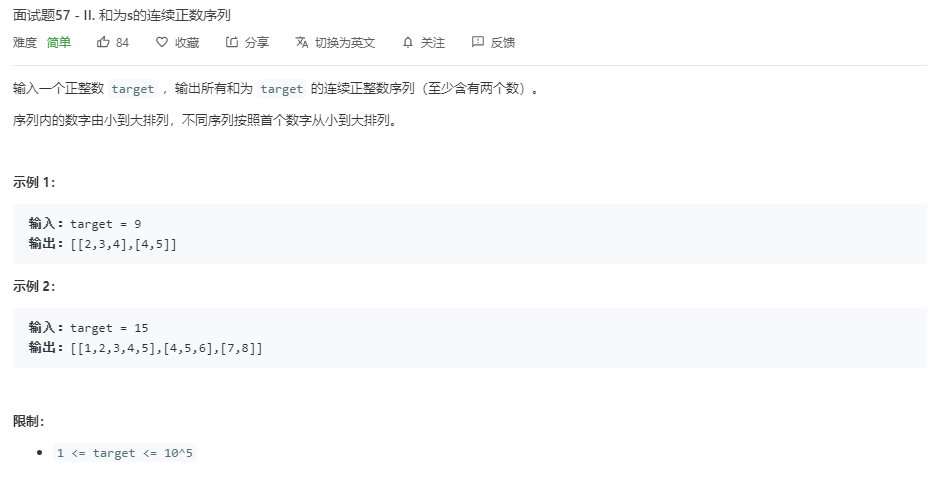 面试题57 - II. 和为s的连续正数序列
难度 简单 84 收藏 分享 切换为英文 关注 反馈
输入一个正整数 target ，输出所有和为 target 的连续正整数序列（至少含有两个数）。
序列内的数字由小到大排列，不同序列按照首个数字从小到大排列。
示例 1：
输入：target = 9
输出：[[2,3,4],[4,5]]
示例 2：
输入：target = 15
输出：[[1,2,3,4,5],[4,5,6],[7,8]]
限制：
• 1 <= target <= 10^5